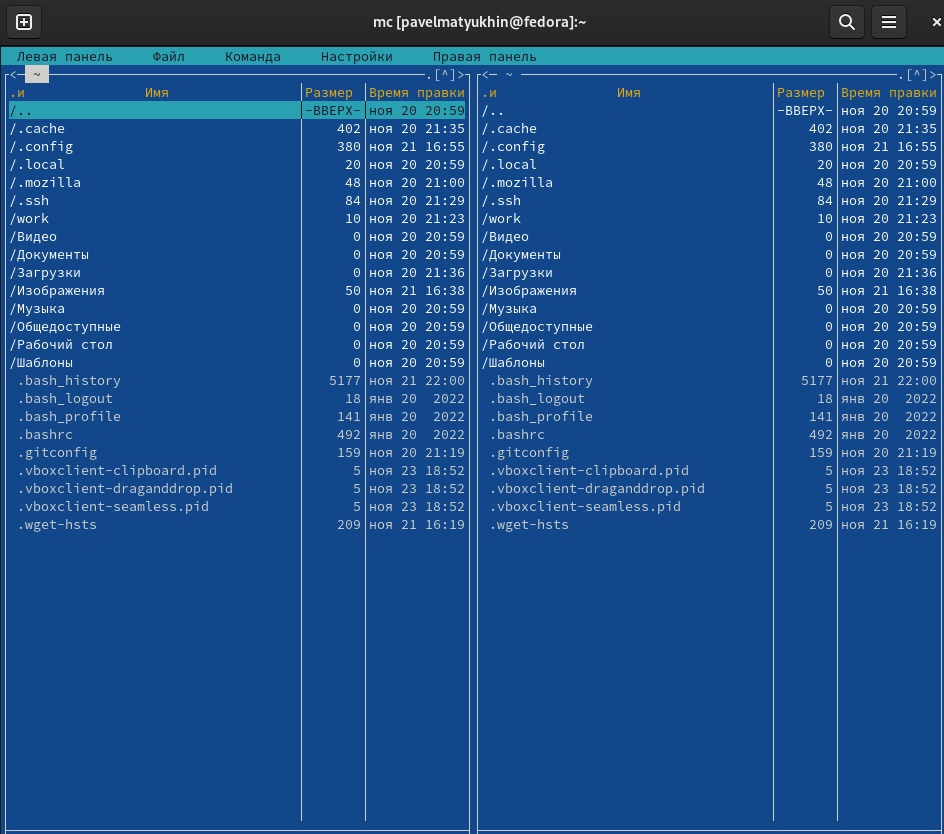 mc [pavelmatyukhin@fedora]:~
Левая панель Файл Команда Настройки Правая панель
<─ ~ ─.[^]>
.и Имя Размер Время правки
/.. -ВВЕРХ- ноя 20 20:59
/.cache 402 ноя 20 21:35
/.config 380 ноя 21 16:55
/.local 20 ноя 20 20:59
/.mozilla 48 ноя 20 21:00
/.ssh 84 ноя 20 21:29
/work 10 ноя 20 21:23
/Видео 0 ноя 20 20:59
/Документы 0 ноя 20 20:59
/Загрузки 0 ноя 20 21:36
/Изображения 50 ноя 21 16:38
/Музыка 0 ноя 20 20:59
/Общедоступные 0 ноя 20 20:59
/Рабочий стол 0 ноя 20 20:59
/Шаблоны 0 ноя 20 20:59
.bash_history 5177 ноя 21 22:00
.bash_logout 18 янв 20 2022
.bash_profile 141 янв 20 2022
.bashrc 492 янв 20 2022
.gitconfig 159 ноя 20 21:19
.vboxclient-clipboard.pid 5 ноя 23 18:52
.vboxclient-draganddrop.pid 5 ноя 23 18:52
.vboxclient-seamless.pid 5 ноя 23 18:52
.wget-hsts 209 ноя 21 16:19
<─ ~ ─.[^]>
.и Имя Размер Время правки
/.. -ВВЕРХ- ноя 20 20:59
/.cache 402 ноя 20 21:35
/.config 380 ноя 21 16:55
/.local 20 ноя 20 20:59
/.mozilla 48 ноя 20 21:00
/.ssh 84 ноя 20 21:29
/work 10 ноя 20 21:23
/Видео 0 ноя 20 20:59
/Документы 0 ноя 20 20:59
/Загрузки 0 ноя 20 21:36
/Изображения 50 ноя 21 16:38
/Музыка 0 ноя 20 20:59
/Общедоступные 0 ноя 20 20:59
/Рабочий стол 0 ноя 20 20:59
/Шаблоны 0 ноя 20 20:59
.bash_history 5177 ноя 21 22:00
.bash_logout 18 янв 20 2022
.bash_profile 141 янв 20 2022
.bashrc 492 янв 20 2022
.gitconfig 159 ноя 20 21:19
.vboxclient-clipboard.pid 5 ноя 23 18:52
.vboxclient-draganddrop.pid 5 ноя 23 18:52
.vboxclient-seamless.pid 5 ноя 23 18:52
.wget-hsts 209 ноя 21 16:19